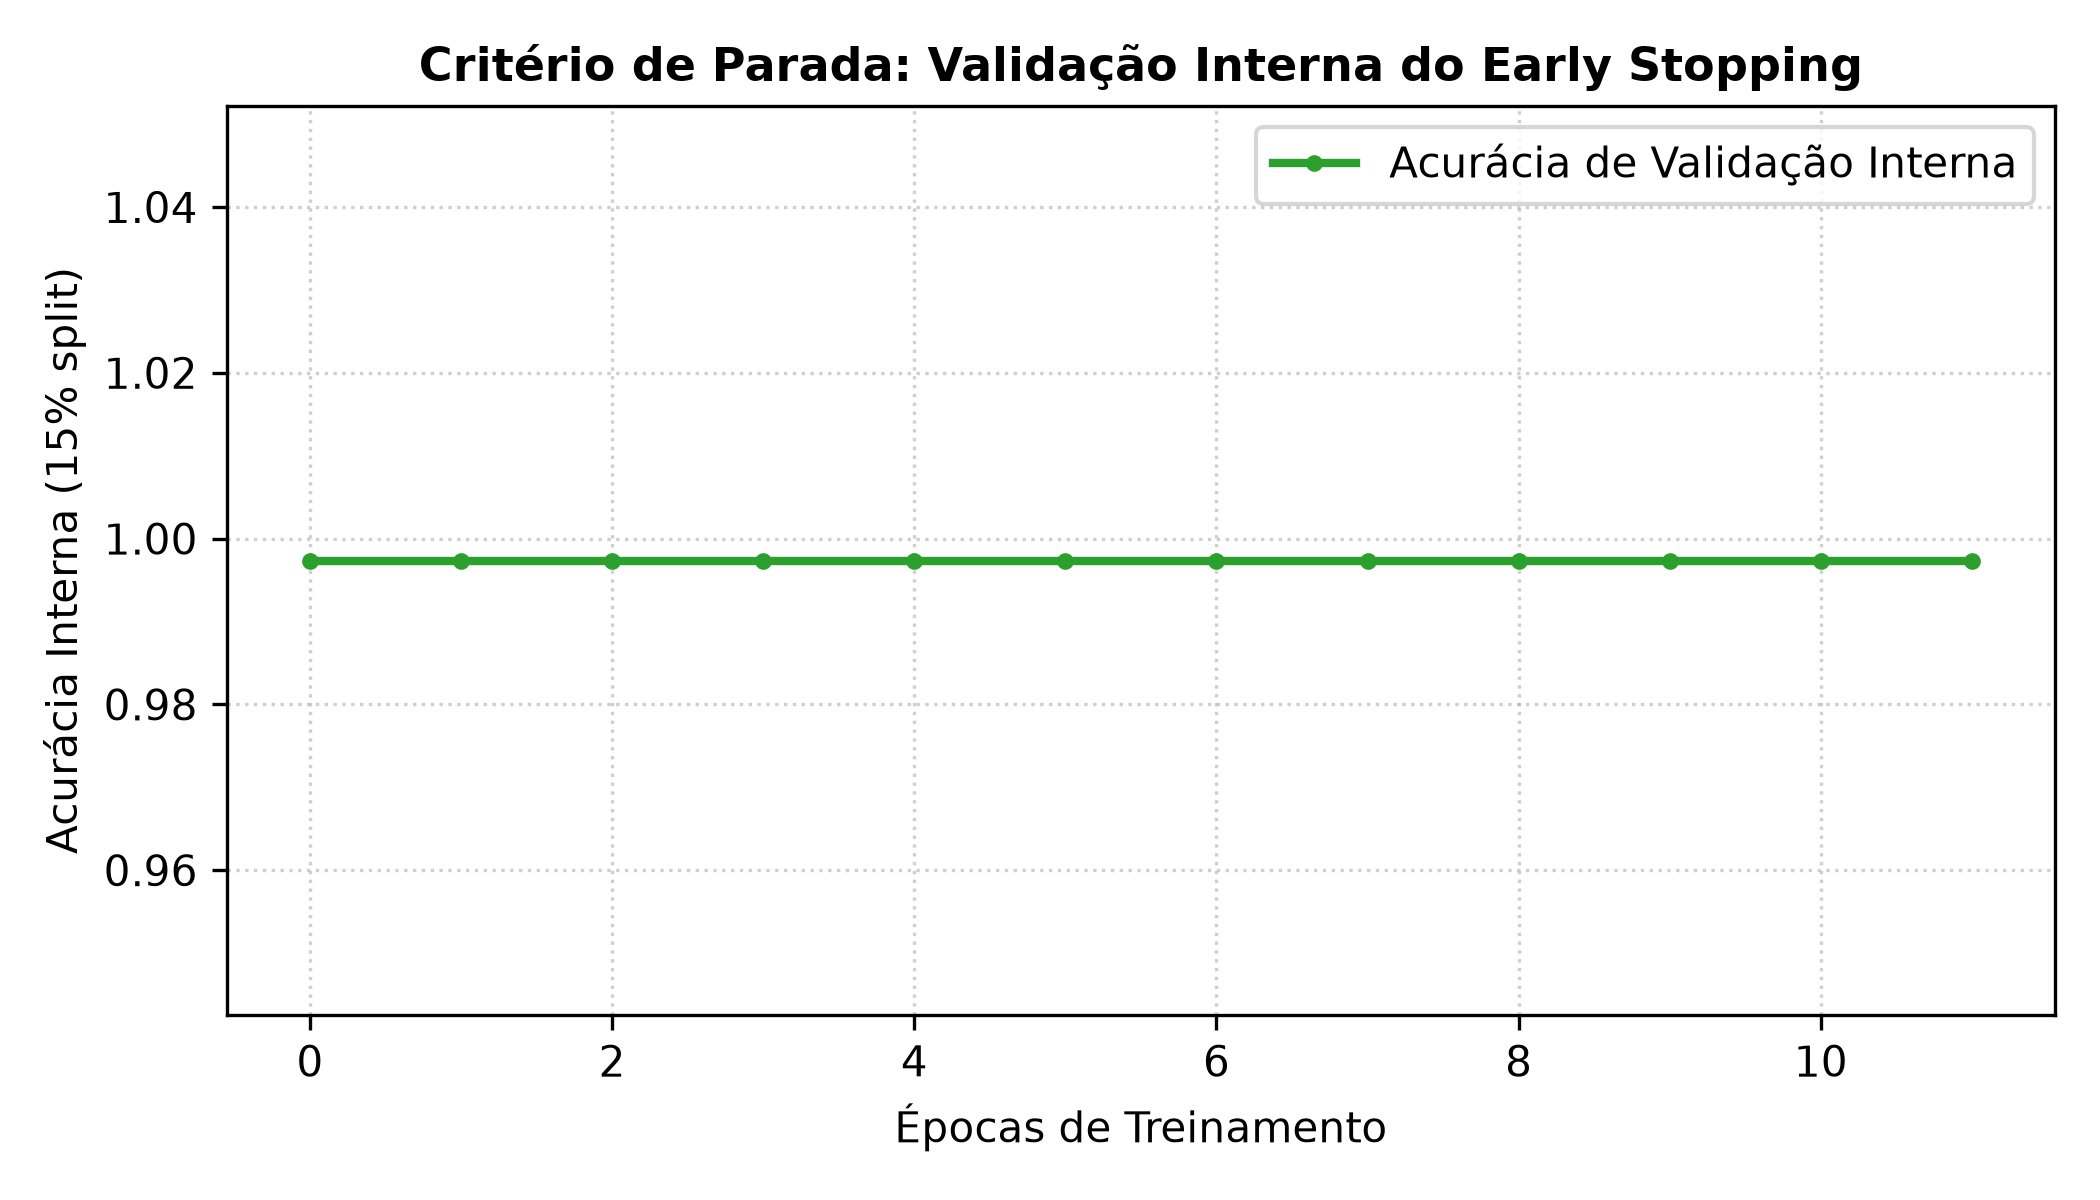 Critério de Parada: Validação Interna do Early Stopping
Acurácia de Validação Interna
Acurácia Interna (15% split)
1.04
1.02
1.00
0.98
0.96
0 2 4 6 8 10
Épocas de Treinamento